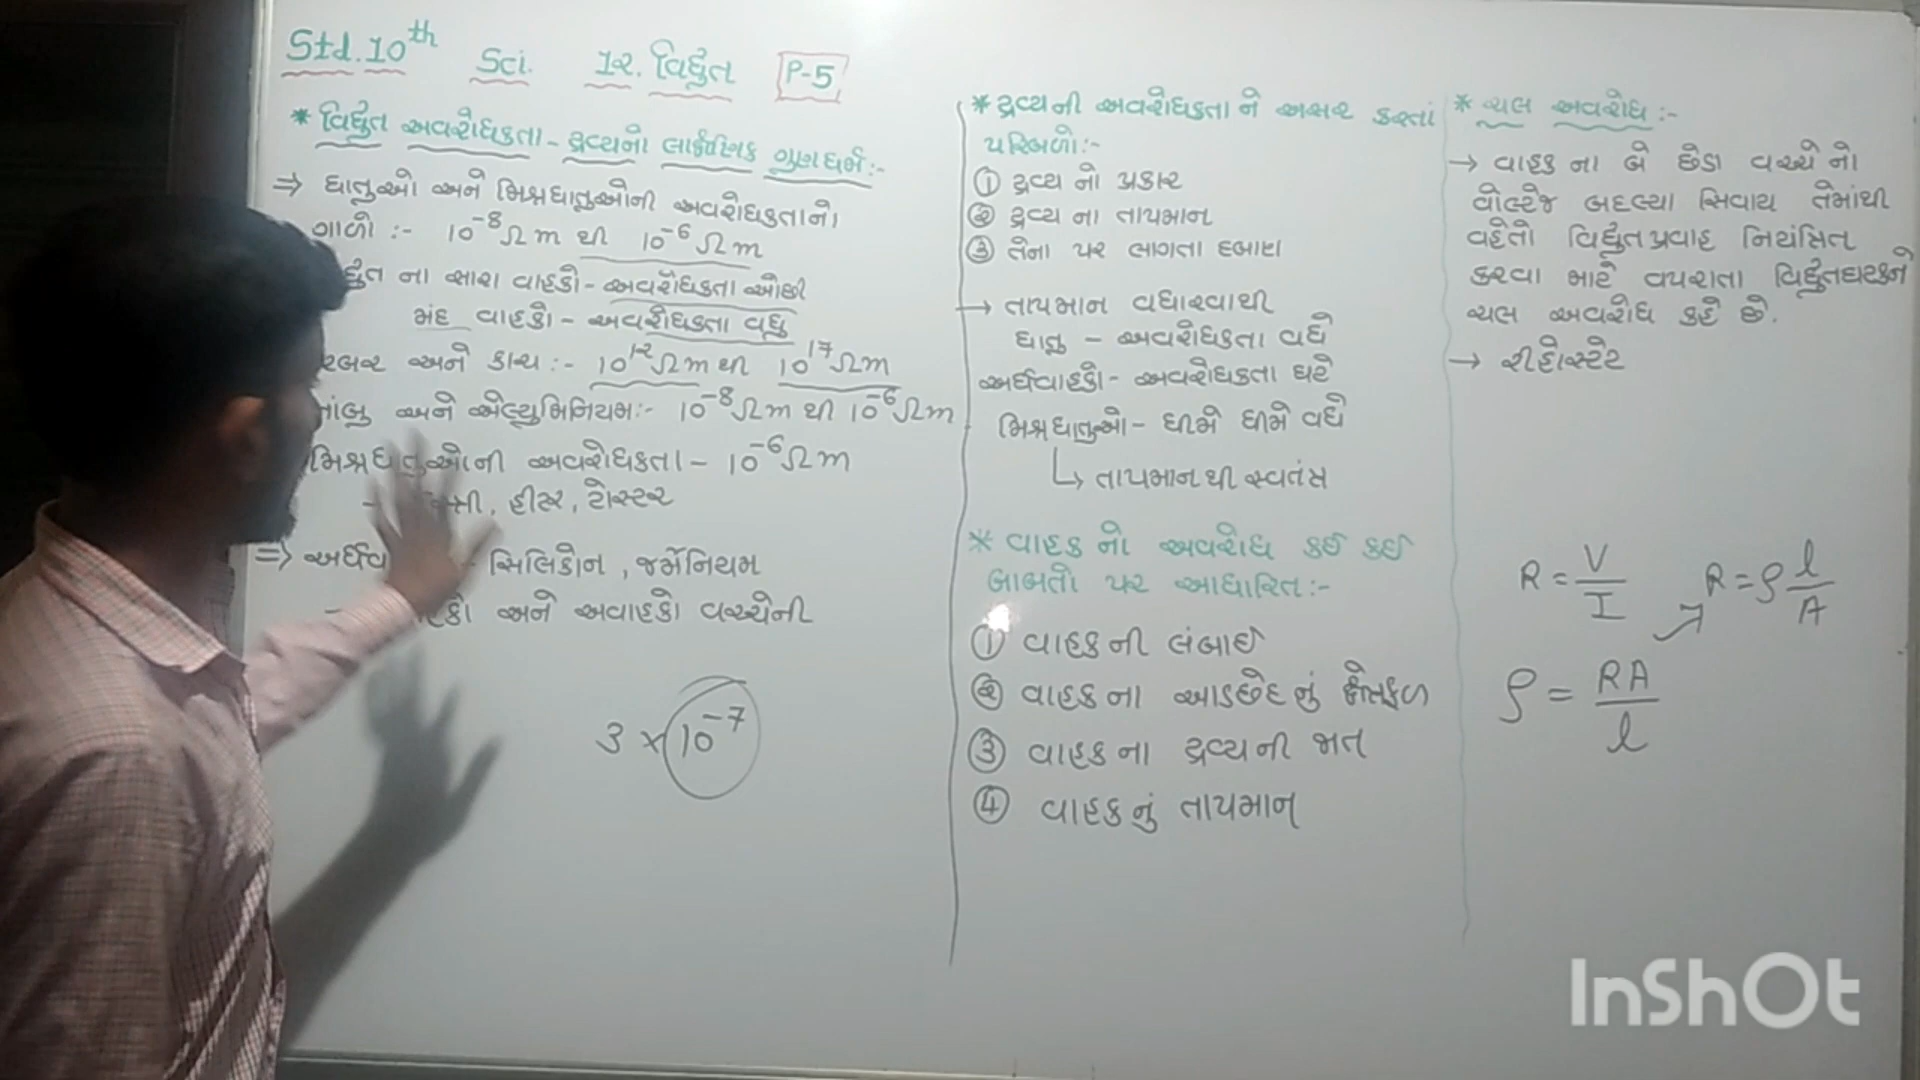 Std.10th Sci. 12. વિદ્યુત P-5
* વિદ્યુત અવરોધકતા - દ્રવ્યનો લાક્ષણિક ગુણધર્મ :-
⇒ ધાતુઓ અને મિશ્રધાતુઓની અવરોધકતાનો
ગાળો :- 10⁻⁸ Ωm થી 10⁻⁶ Ωm
ના સારા વાહકો - અવરોધકતા ઓછી
મંદ વાહકો - અવરોધકતા વધુ
રબર અને કાચ :- 10¹² Ωm થી 10¹⁷ Ωm
અને એલ્યુમિનિયમ:- 10⁻⁸ Ωm થી 10⁻⁶ Ωm
મિશ્રધાતુઓની અવરોધકતા - 10⁻⁶ Ωm
હીટર, ટોસ્ટર
⇒ સિલિકોન, જર્મેનિયમ
અને અવાહકો વચ્ચેની
3 × 10⁻⁷
* દ્રવ્યની અવરોધકતા ને અસર કરતાં
પરિબળો:-
① દ્રવ્ય નો પ્રકાર
② દ્રવ્ય ના તાપમાન
③ તેના પર લાગતા દબાણ
→ તાપમાન વધારવાથી
ધાતુ - અવરોધકતા વધે
અર્ધવાહકો - અવરોધકતા ઘટે
મિશ્રધાતુઓ - ધીમે ધીમે વધે
↳ તાપમાનથી સ્વતંત્ર
* વાહક નો અવરોધ કઈ કઈ
બાબતો પર આધારિત:-
① વાહક ની લંબાઈ
② વાહક ના આડછેદ નું ક્ષેત્રફળ
③ વાહક ના દ્રવ્યની જાત
④ વાહક નું તાપમાન
* ચલ અવરોધ :-
→ વાહક ના બે છેડા વચ્ચે નો
વોલ્ટેજ બદલ્યા સિવાય તેમાંથી
વહેતો વિદ્યુતપ્રવાહ નિયંત્રિત
કરવા માટે વપરાતા વિદ્યુતઘટકને
ચલ અવરોધ કહે છે.
→ રીહોસ્ટેટ
R = V/I → R = ρ l/A
ρ = RA/l
InShOt